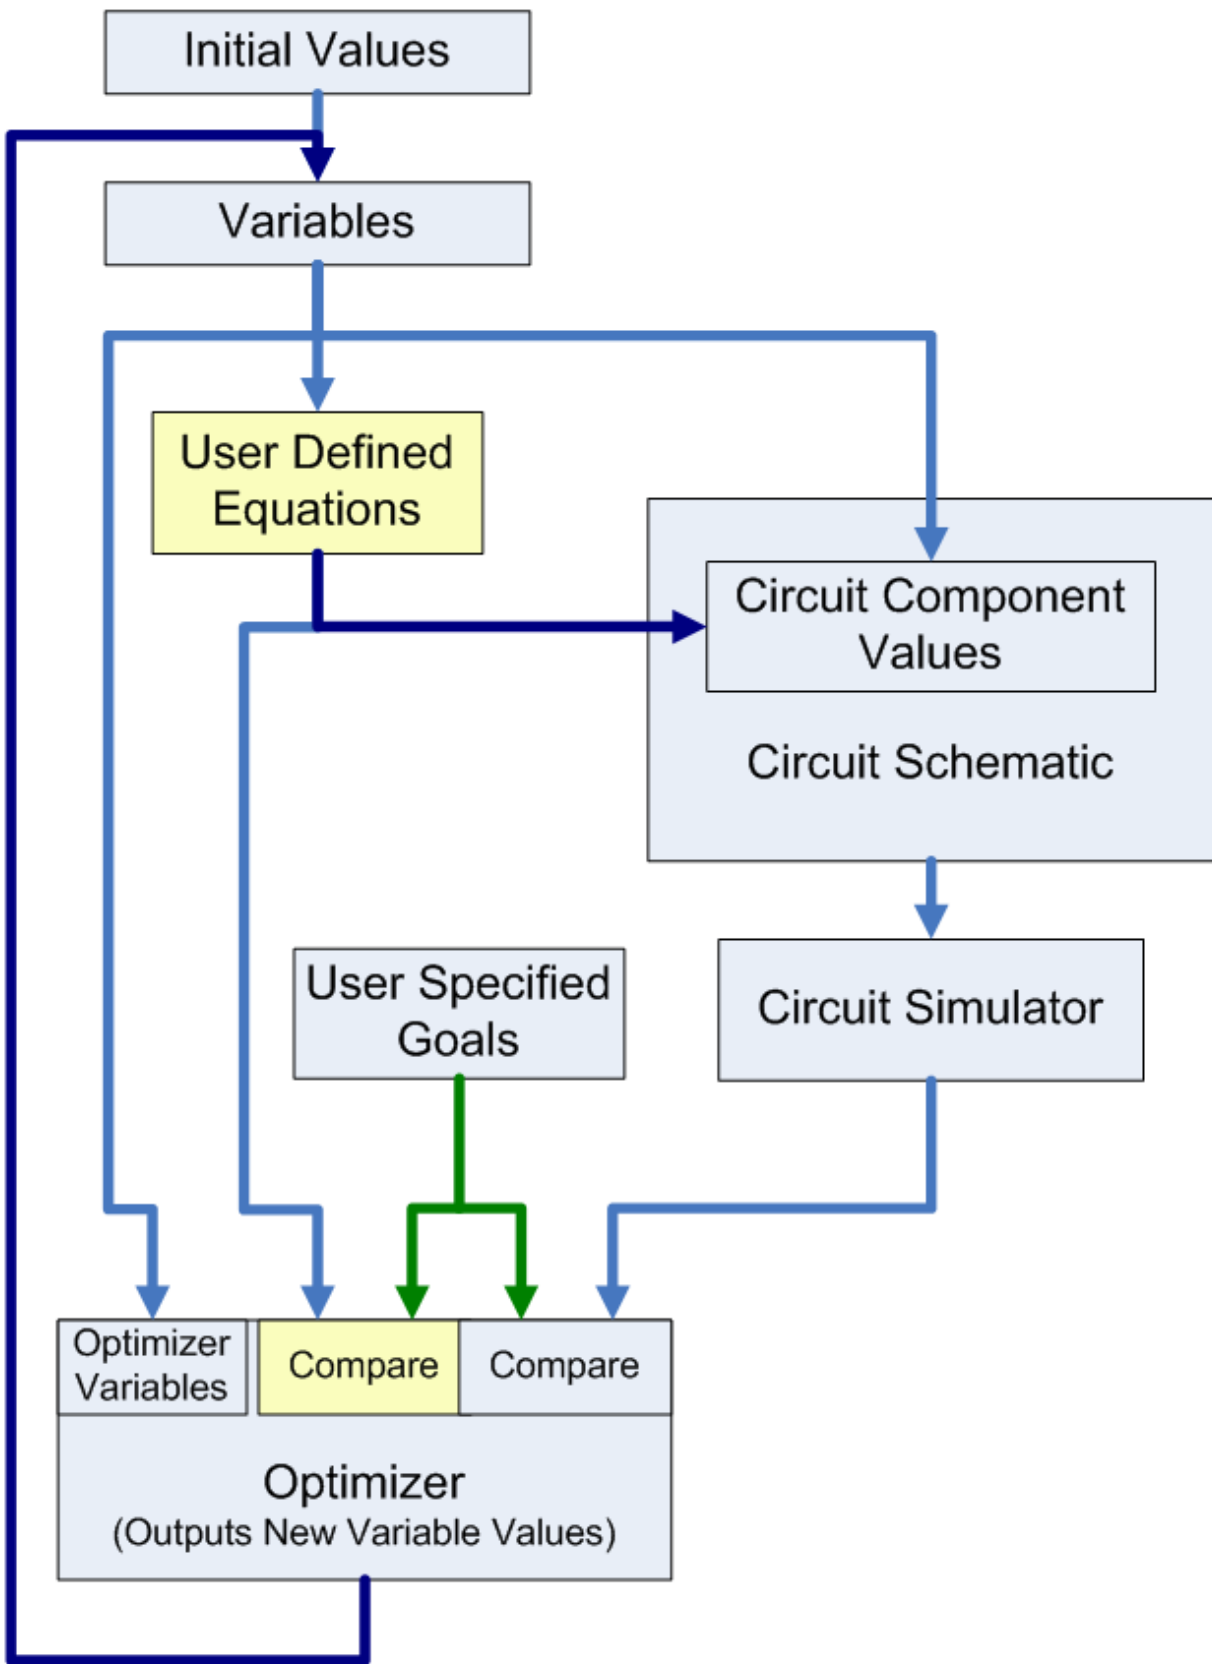 Initial Values
Variables
User Defined
Equations
Circuit Component
Values
Circuit Schematic
User Specified
Goals
Circuit Simulator
Optimizer
Variables
Compare
Compare
Optimizer
(Outputs New Variable Values)